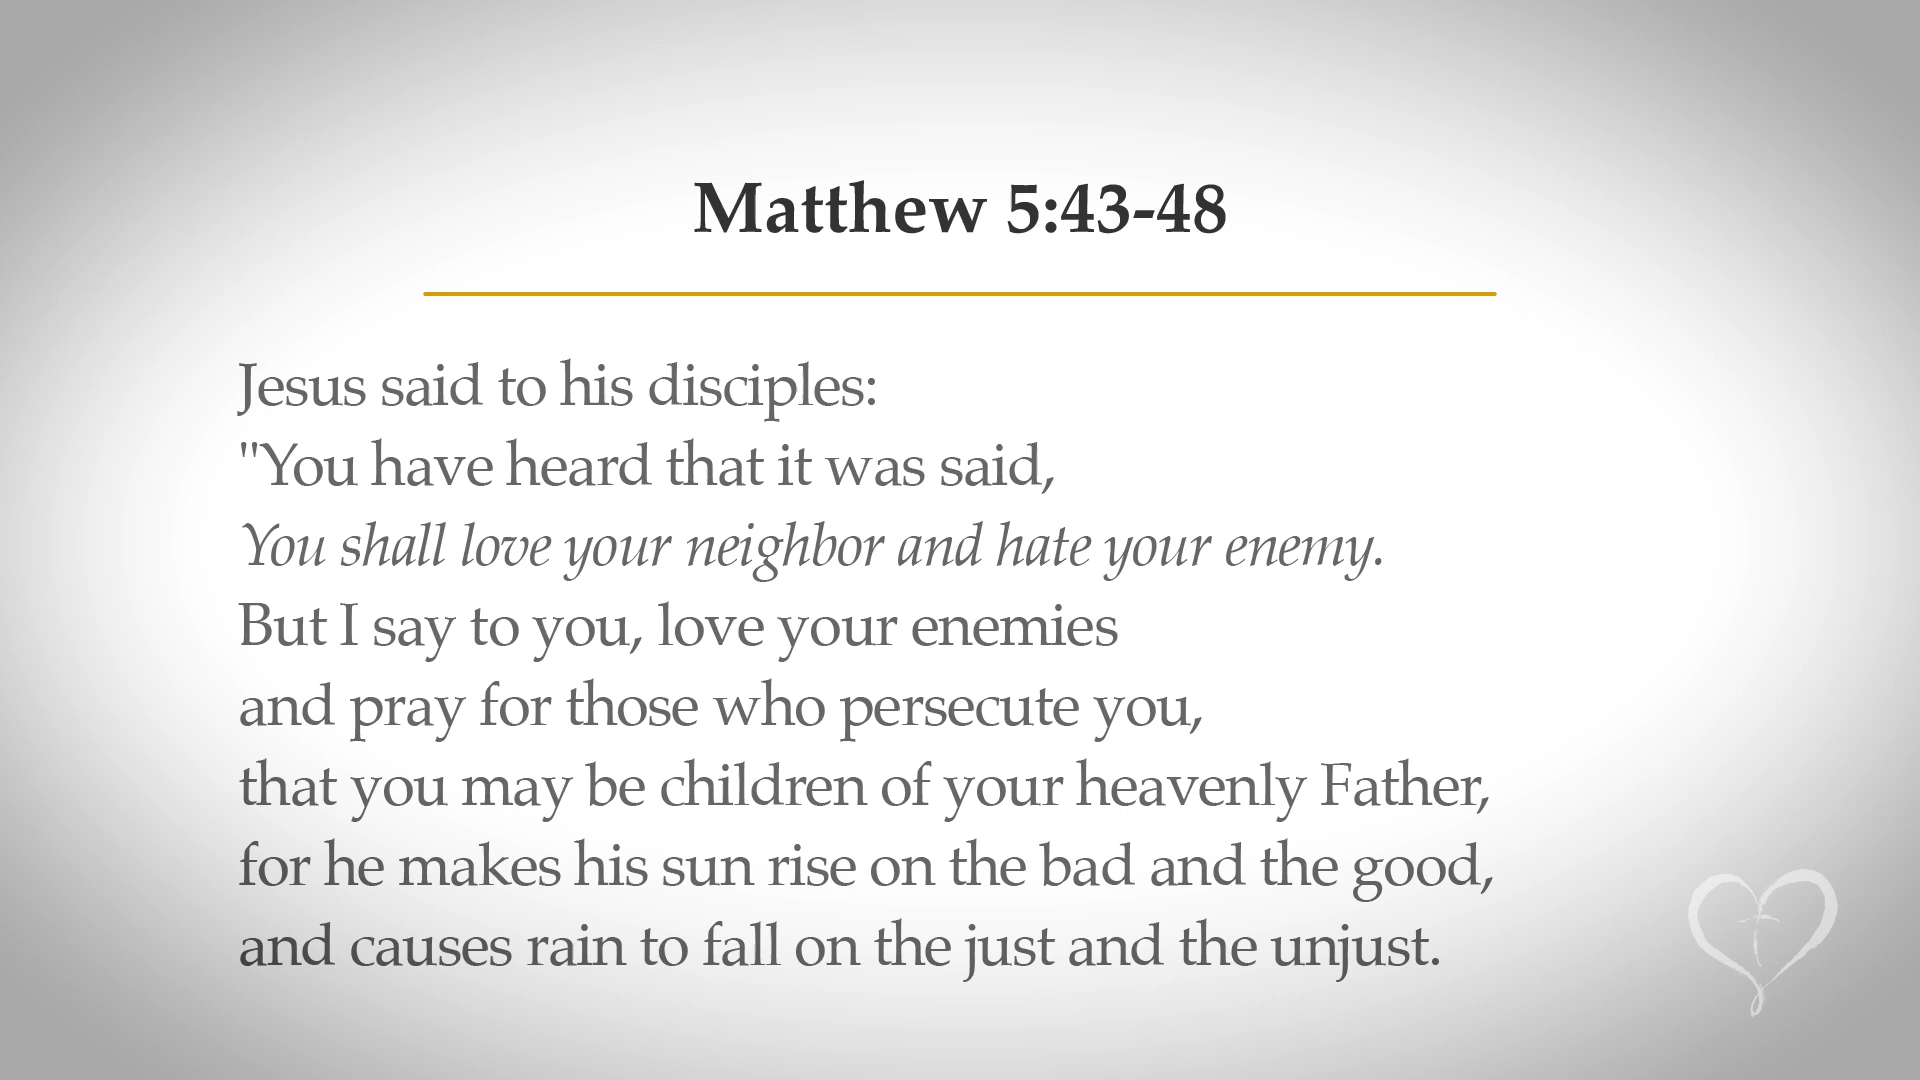 Matthew 5:43-48
Jesus said to his disciples:
"You have heard that it was said,
You shall love your neighbor and hate your enemy.
But I say to you, love your enemies
and pray for those who persecute you,
that you may be children of your heavenly Father,
for he makes his sun rise on the bad and the good,
and causes rain to fall on the just and the unjust.